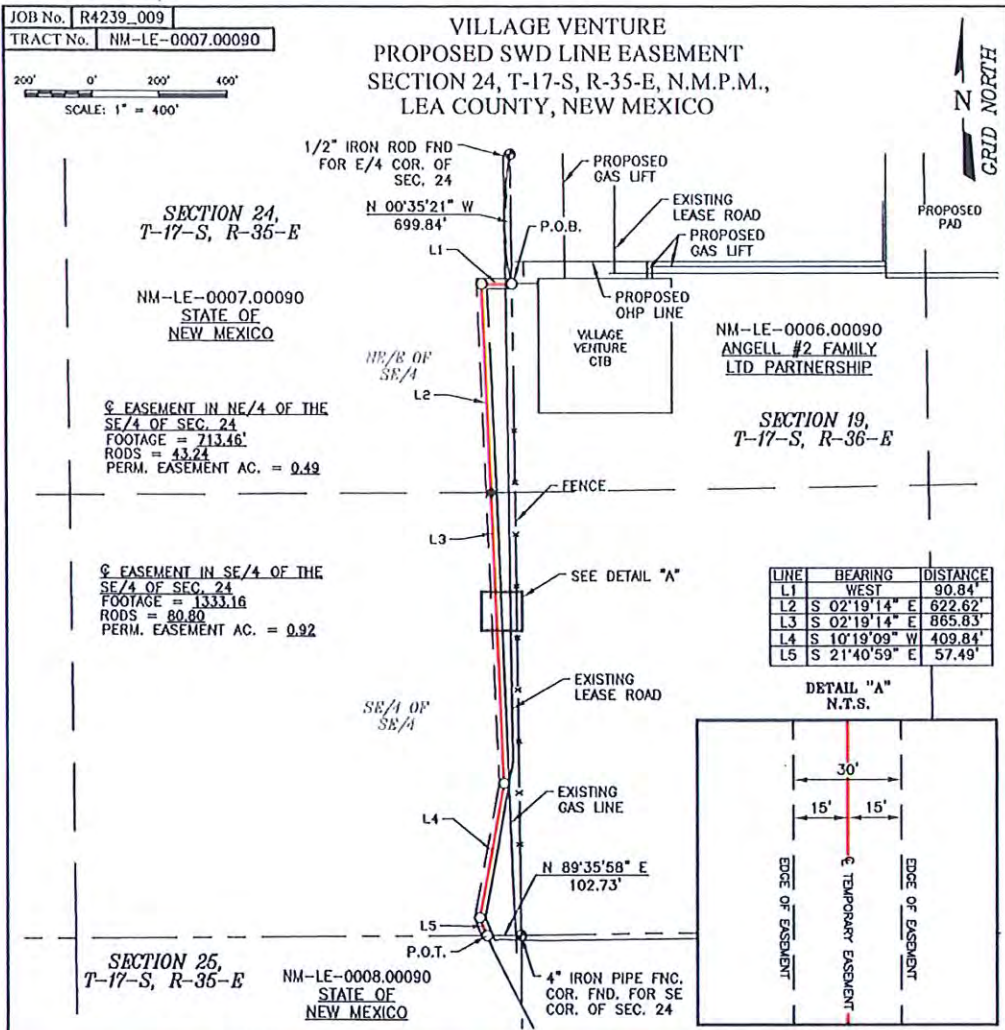 JOB No. R4239_009
TRACT No. NM-LE-0007.00090
VILLAGE VENTURE
PROPOSED SWD LINE EASEMENT
SECTION 24, T-17-S, R-35-E, N.M.P.M.,
LEA COUNTY, NEW MEXICO
200' 0' 200' 400'
SCALE: 1" = 400'
N
GRID NORTH
1/2" IRON ROD FND
FOR E/4 COR. OF
SEC. 24
N 00°35'21" W
699.84'
P.O.B.
L1
PROPOSED
GAS LIFT
EXISTING
LEASE ROAD
PROPOSED
GAS LIFT
PROPOSED
PAD
SECTION 24,
T-17-S, R-35-E
NM-LE-0007.00090
STATE OF
NEW MEXICO
PROPOSED
OHP LINE
VILLAGE
VENTURE
CTB
NM-LE-0006.00090
ANGELL #2 FAMILY
LTD PARTNERSHIP
SECTION 19,
T-17-S, R-36-E
OF
SE/4
L2
℄ EASEMENT IN NE/4 OF THE
SE/4 OF SEC. 24
FOOTAGE = 713.46'
RODS = 43.24
PERM. EASEMENT AC. = 0.49
FENCE
L3
℄ EASEMENT IN SE/4 OF THE
SE/4 OF SEC. 24
FOOTAGE = 1333.16
RODS = 80.80
PERM. EASEMENT AC. = 0.92
SEE DETAIL "A"
LINE BEARING DISTANCE
L1 WEST 90.84'
L2 S 02°19'14" E 622.62'
L3 S 02°19'14" E 865.83'
L4 S 10°19'09" W 409.84'
L5 S 21°40'59" E 57.49'
SE/4 OF
SE/4
EXISTING
LEASE ROAD
EXISTING
GAS LINE
L4
N 89°35'58" E
102.73'
L5
P.O.T.
4" IRON PIPE FNC.
COR. FND. FOR SE
COR. OF SEC. 24
SECTION 25,
T-17-S, R-35-E
NM-LE-0008.00090
STATE OF
NEW MEXICO
DETAIL "A"
N.T.S.
30'
15' 15'
EDGE OF EASEMENT
℄ TEMPORARY EASEMENT
EDGE OF EASEMENT